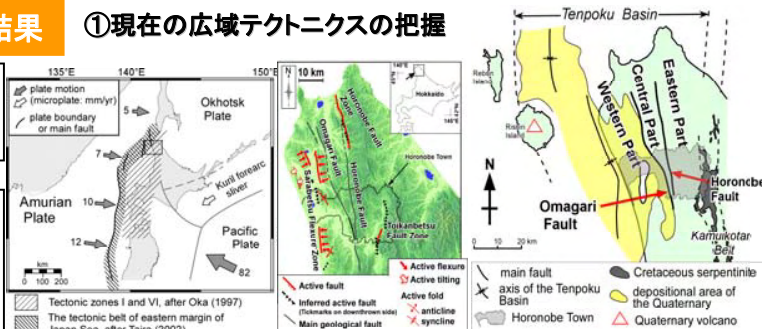 結果
①現在の広域テクトニクスの把握
135°E
140°E
150°
plate motion
(microplate: mm/yr)
plate boundary
or main fault
5
7
10
12
82
Okhotsk
Plate
Kuril forearc
sliver
Amurian
Plate
Pacific
Plate
km
0
200
Tectonic zones I and VI, after Oka (1997)
The tectonic belt of eastern margin of
Japan Sea, after Taira (2002)
N
10 km
140°E
Hokkaido
Horonobe Fault
Zone
Omagari Fault
Horonobe Fault
Horonobe Town
Sarabetsu Flexure Zone
Toikanbetsu
Fault Zone
Active fault
Inferred active fault
(Tickmarks on downthrown side)
Main geological fault
Active flexure
Active tilting
Active fold
anticline
syncline
Tenpoku Basin
Rebun
Island
Rishiri
Island
Western Part
Central Part
Eastern Part
N
Omagari
Fault
Horonobe
Fault
Kamuikotan
Belt
0 10 20 km
main fault
axis of the Tenpoku
Basin
Horonobe Town
Cretaceous serpentinite
depositional area of
the Quaternary
Quaternary volcano